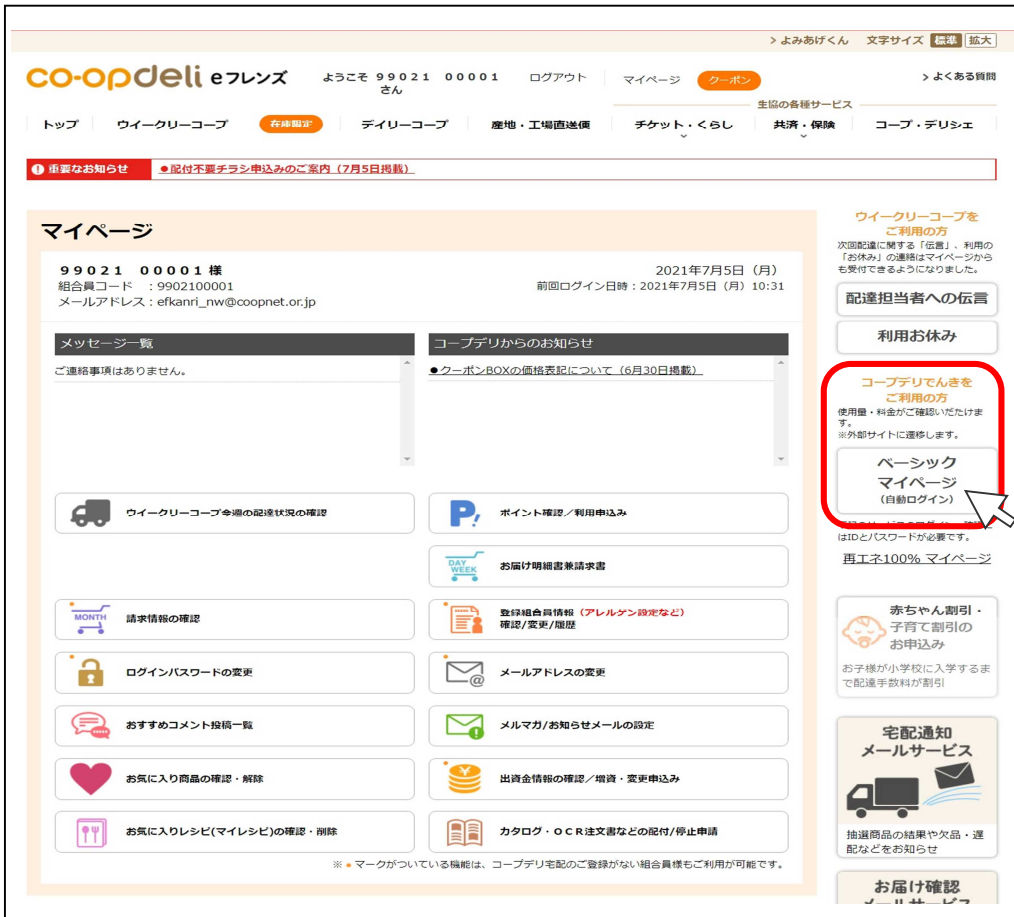 > よみあげくん 文字サイズ 標準 拡大
co-opdeli eフレンズ ようこそ 99021 00001 ログアウト マイページ クーポン > よくある質問
さん
生協の各種サービス
トップ ウイークリーコープ 在庫限定 デイリーコープ 産地・工場直送便 チケット・くらし 共済・保険 コープ・デリシェ
重要なお知らせ ●配付不要チラシ申込みのご案内(7月5日掲載)
マイページ
99021 00001様
組合員コード :9902100001
メールアドレス:efkanri_nw@coopnet.or.jp
2021年7月5日(月)
前回ログイン日時:2021年7月5日(月) 10:31
メッセージ一覧
ご連絡事項はありません。
コープデリからのお知らせ
●クーポンBOXの価格表記について(6月30日掲載)
ウイークリーコープ今週の配達状況の確認
ポイント確認/利用申込み
DAY
WEEK
お届け明細書兼請求書
MONTH
請求情報の確認
登録組合員情報(アレルゲン設定など)
確認/変更/履歴
ログインパスワードの変更
メールアドレスの変更
おすすめコメント投稿一覧
メルマガ/お知らせメールの設定
お気に入り商品の確認・解除
出資金情報の確認/増資・変更申込み
お気に入りレシピ(マイレシピ)の確認・削除
カタログ・OCR注文書などの配付/停止申請
※●マークがついている機能は、コープデリ宅配のご登録がない組合員様もご利用が可能です。
ウイークリーコープを
ご利用の方
次回配達に関する「伝言」、利用の
「お休み」の連絡はマイページから
も受付できるようになりました。
配達担当者への伝言
利用お休み
コープデリでんきを
ご利用の方
使用量・料金がご確認いただけま
す。
※外部サイトに遷移します。
ベーシック
マイページ
(自動ログイン)
はIDとパスワードが必要です。
再エネ100% マイページ
赤ちゃん割引・
子育て割引の
お申込み
お子様が小学校に入学するま
で配達手数料が割引
宅配通知
メールサービス
抽選商品の結果や欠品・遅
配などをお知らせ
お届け確認
メールサービス